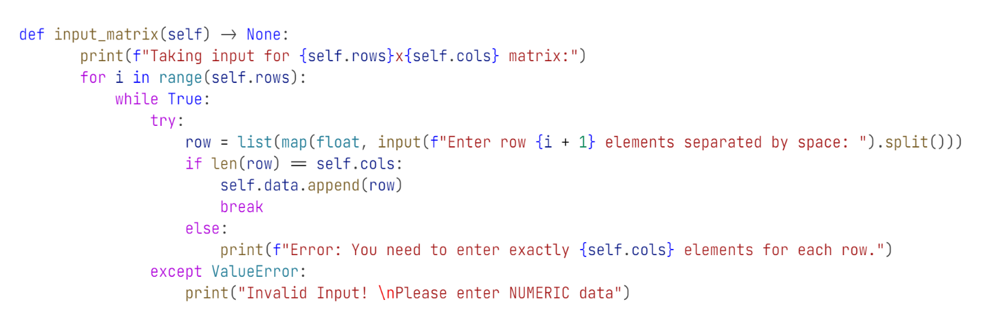 def input_matrix(self) -> None:
print(f"Taking input for {self.rows}x{self.cols} matrix:")
for i in range(self.rows):
while True:
try:
row = list(map(float, input(f"Enter row {i + 1} elements separated by space: ").split()))
if len(row) == self.cols:
self.data.append(row)
break
else:
print(f"Error: You need to enter exactly {self.cols} elements for each row.")
except ValueError:
print("Invalid Input! \nPlease enter NUMERIC data")